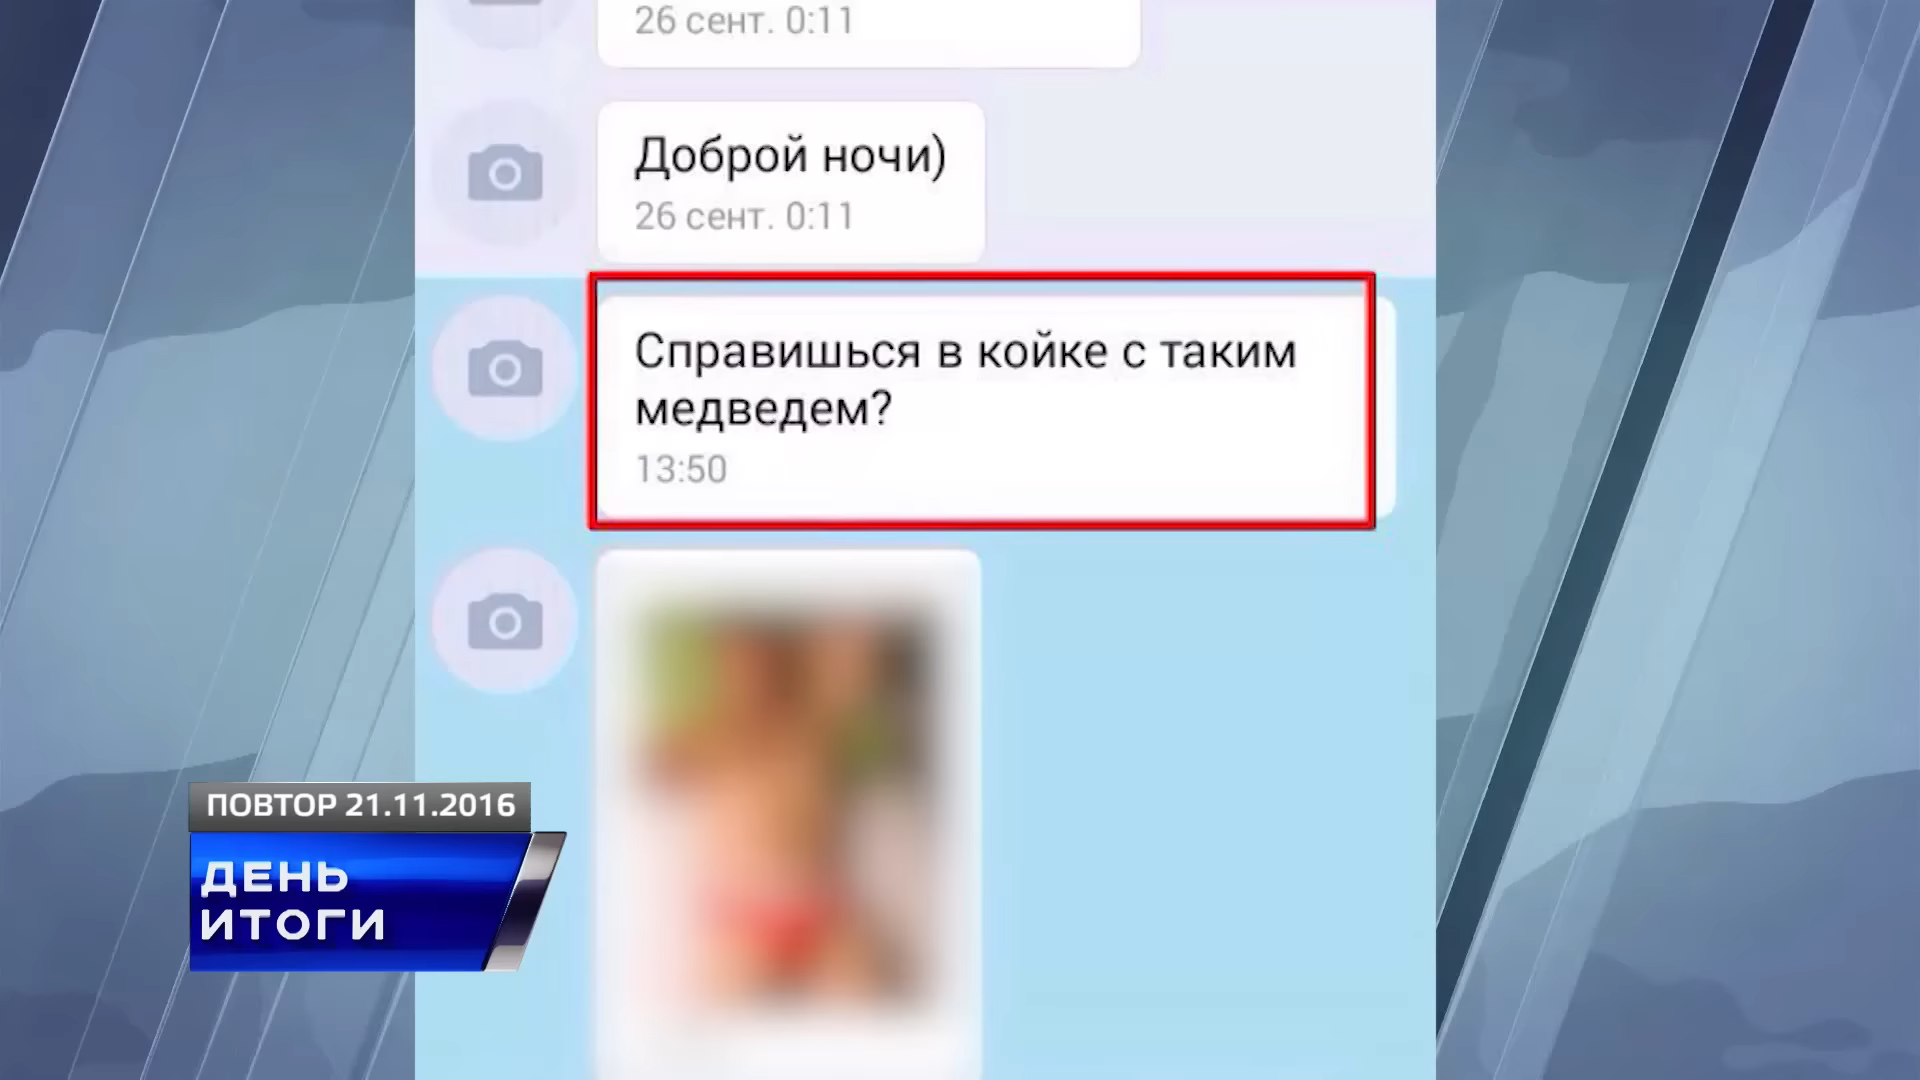 26 сент. 0:11
Доброй ночи)
26 сент. 0:11
Справишься в койке с таким
медведем?
13:50
ПОВТОР 21.11.2016
ДЕНЬ
ИТОГИ